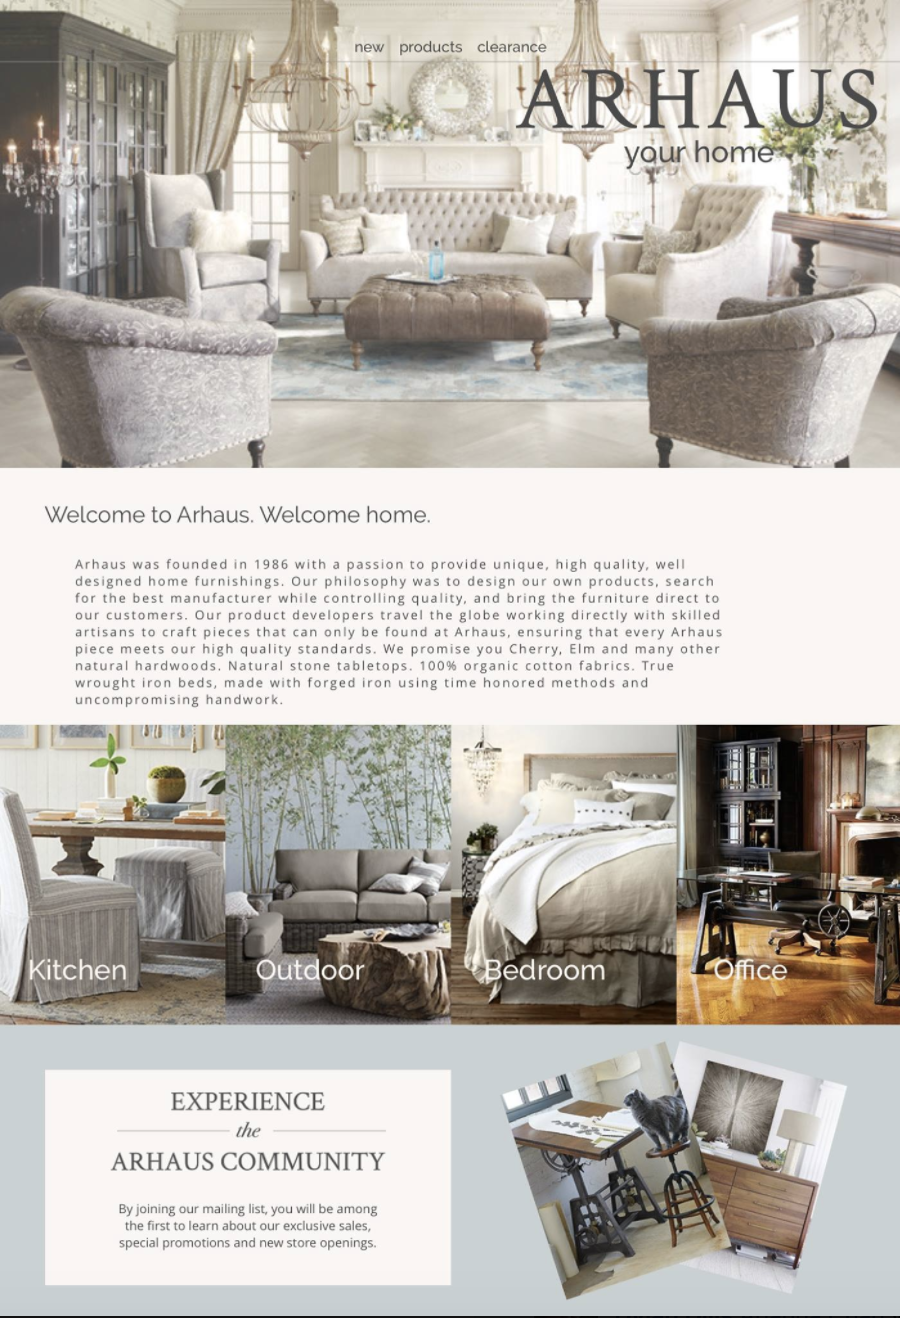 new products clearance
ARHAUS
your home
Welcome to Arhaus. Welcome home.
Arhaus was founded in 1986 with a passion to provide unique, high quality, well
designed home furnishings. Our philosophy was to design our own products, search
for the best manufacturer while controlling quality, and bring the furniture direct to
our customers. Our product developers travel the globe working directly with skilled
artisans to craft pieces that can only be found at Arhaus, ensuring that every Arhaus
piece meets our high quality standards. We promise you Cherry, Elm and many other
natural hardwoods. Natural stone tabletops. 100% organic cotton fabrics. True
wrought iron beds, made with forged iron using time honored methods and
uncompromising handwork.
Kitchen
Outdoor
Bedroom
Office
EXPERIENCE
the
ARHAUS COMMUNITY
By joining our mailing list, you will be among
the first to learn about our exclusive sales,
special promotions and new store openings.